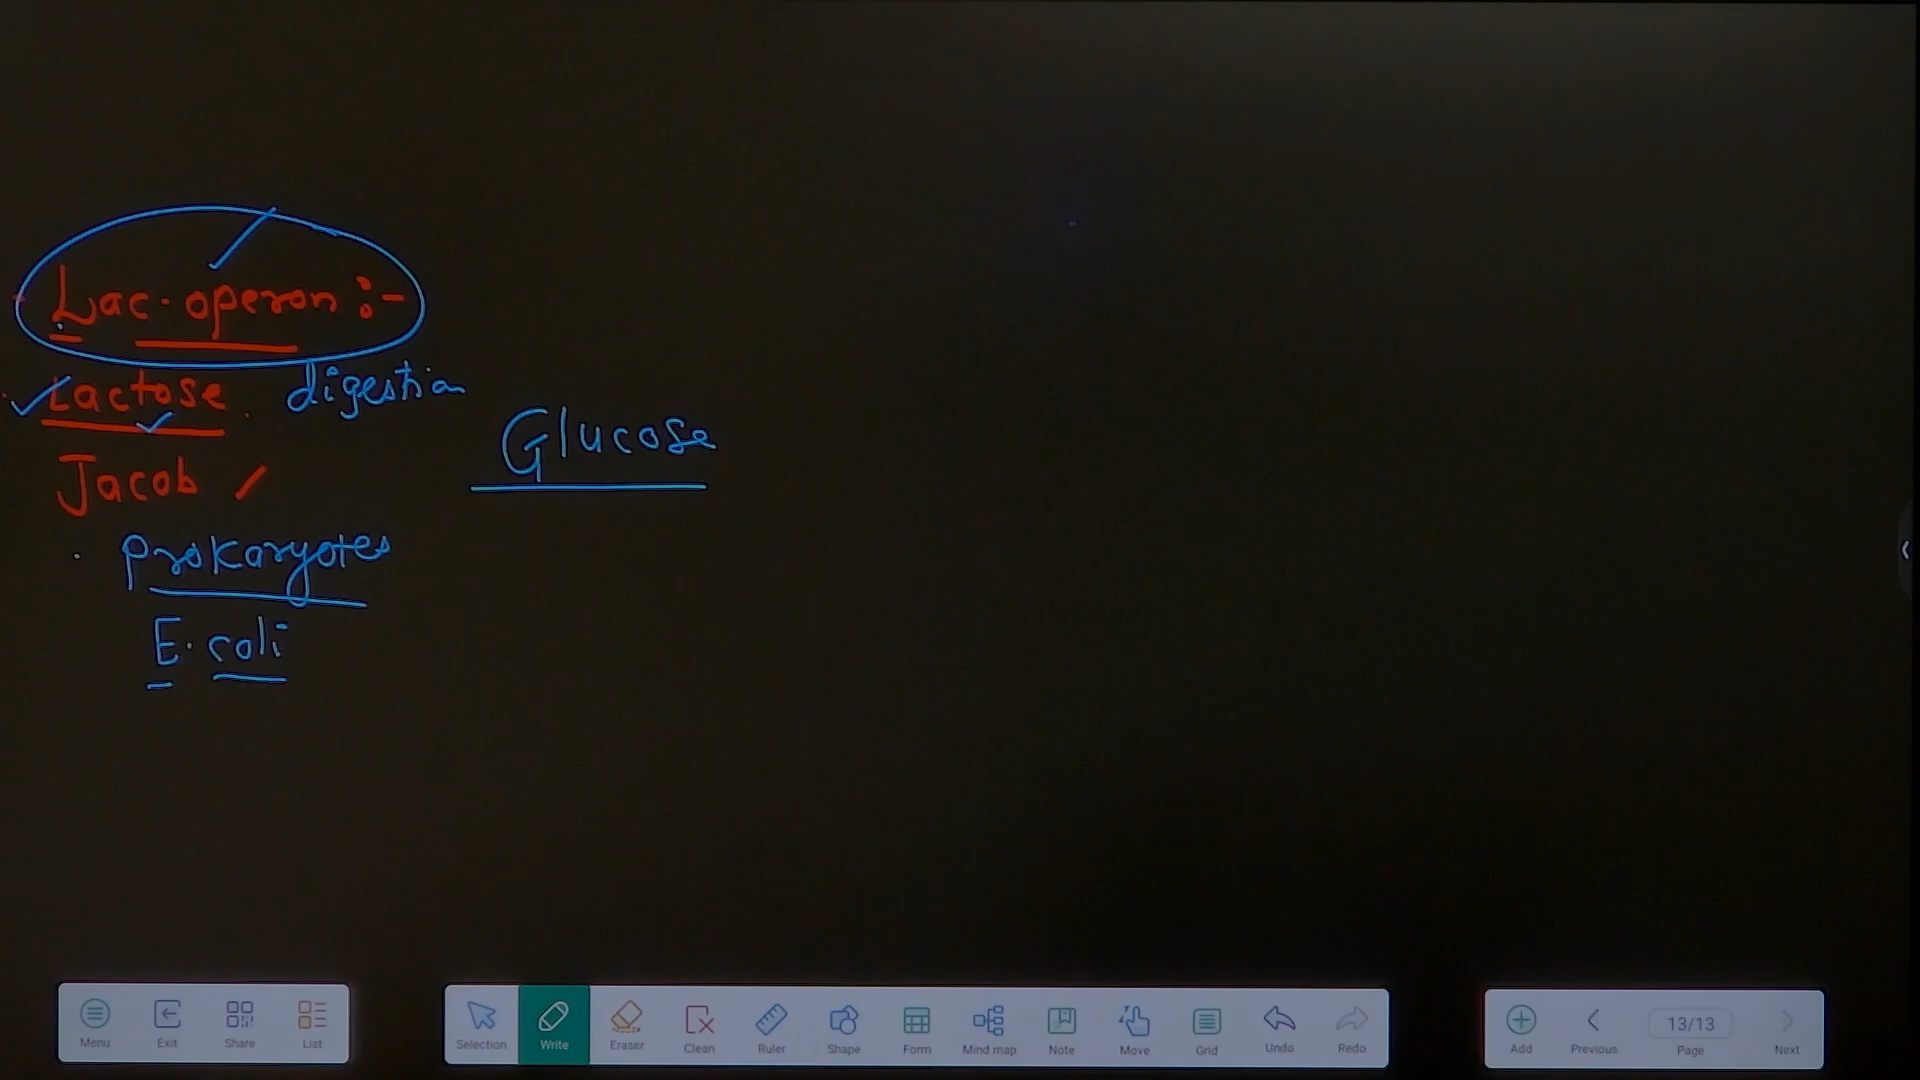 Lac-operon :-
Lactose. digestion
Glucose
Jacob
Prokaryotes
E. coli
Menu Exit Share List
Selection Write Eraser Clean Ruler Shape Form Mind map Note Move Grid Undo Redo
Add Previous 13/13 Page Next